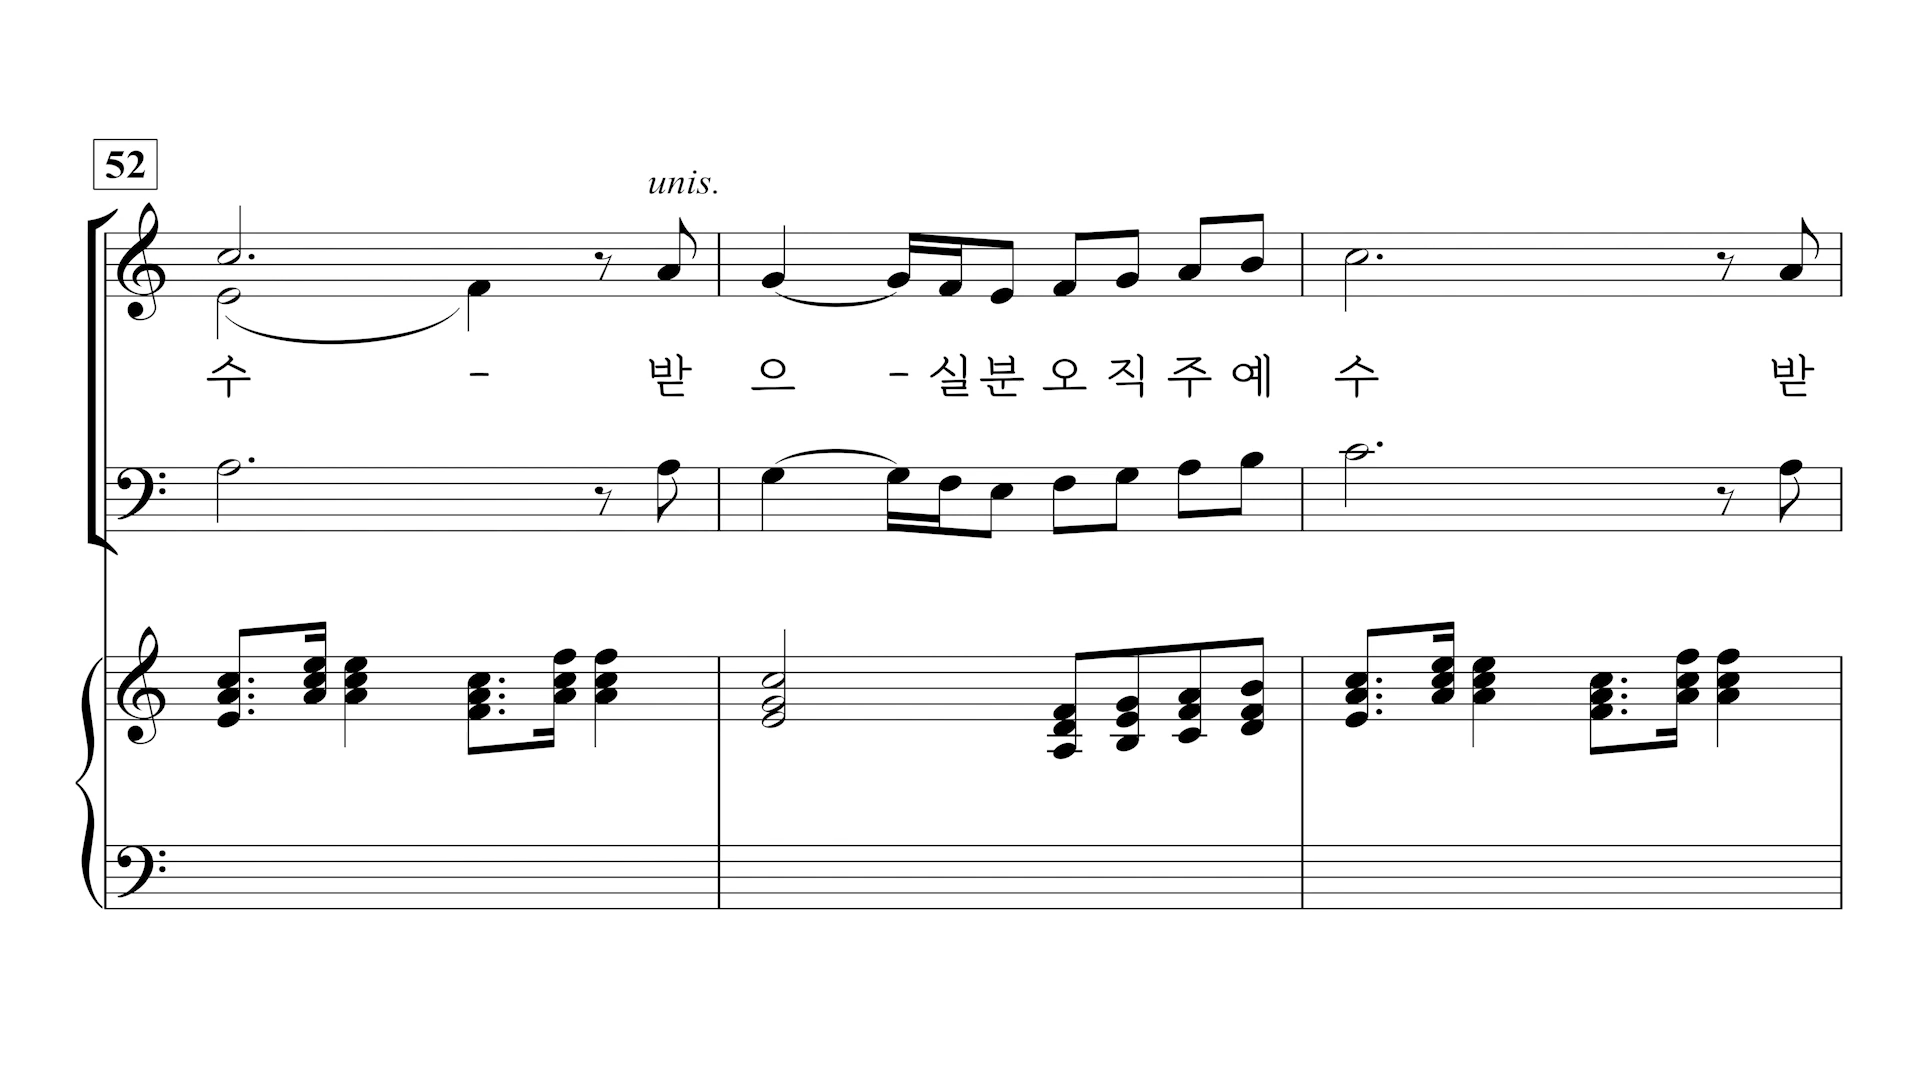 52
unis.
수 - 받 으 - 실 분 오 직 주 예 수 받